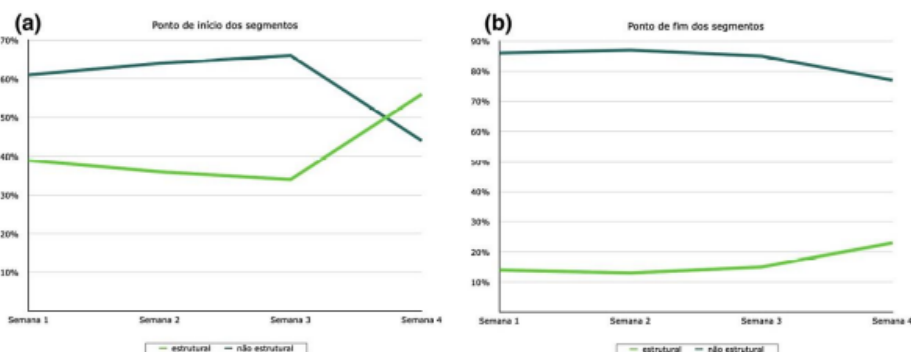 (a)
Ponto de início dos segmentos
70%
60%
50%
40%
30%
20%
10%
Semana 1 Semana 2 Semana 3 Semana 4
estrutural não estrutural
(b)
Ponto de fim dos segmentos
90%
80%
70%
60%
50%
40%
30%
20%
10%
Semana 1 Semana 2 Semana 3 Semana 4
estrutural não estrutural